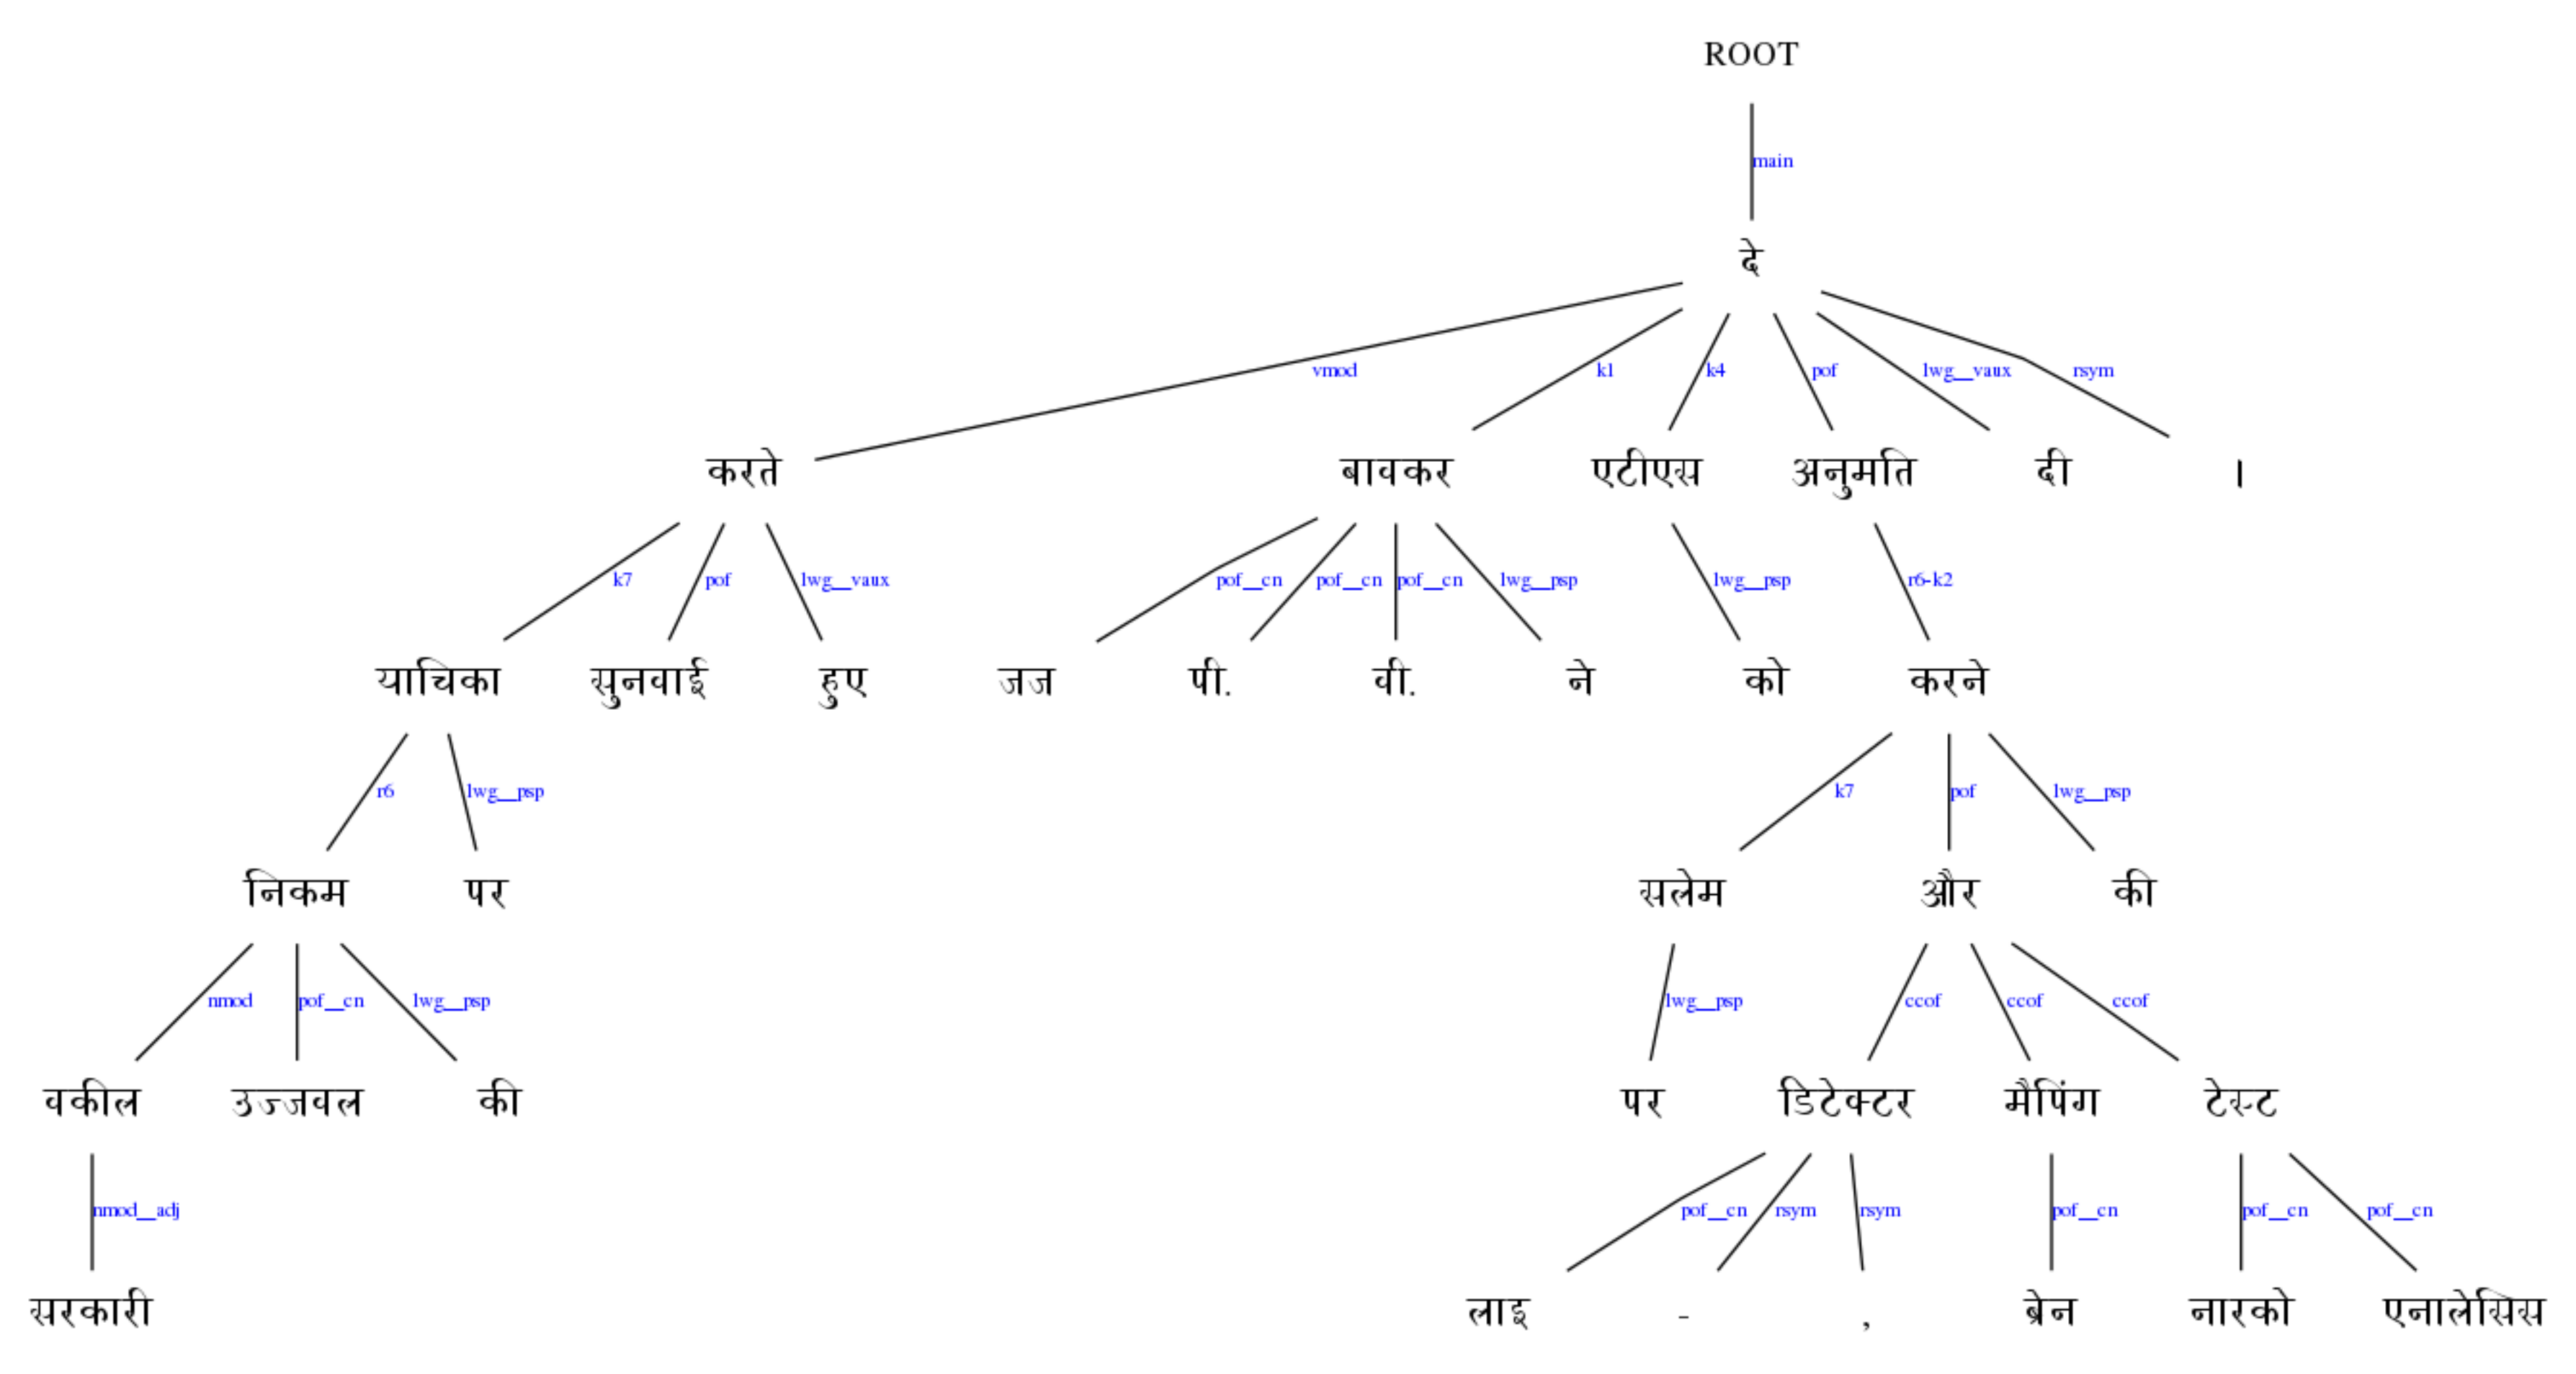 ROOT
main
दे
vmod k1 k4 pof lwg__vaux rsym
करते बावकर एटीएस अनुमति दी ।
k7 pof lwg__vaux pof__cn pof__cn pof__cn lwg__psp lwg__psp r6-k2
याचिका सुनवाई हुए जज पी. वी. ने को करने
r6 lwg__psp k7 pof lwg__psp
निकम पर सलेम और की
nmod pof__cn lwg__psp lwg__psp ccof ccof ccof
वकील उज्जवल की पर डिटेक्टर मैपिंग टेस्ट
nmod__adj pof__cn rsym rsym pof__cn pof__cn pof__cn
सरकारी लाइ - , ब्रेन नारको एनालेसिस